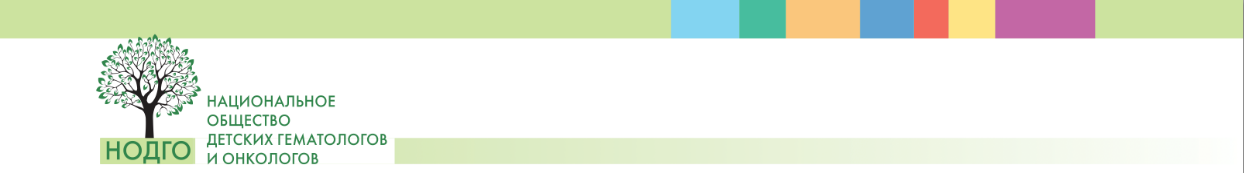 НАЦИОНАЛЬНОЕ
ОБЩЕСТВО
ДЕТСКИХ ГЕМАТОЛОГОВ
И ОНКОЛОГОВ
НОДГО